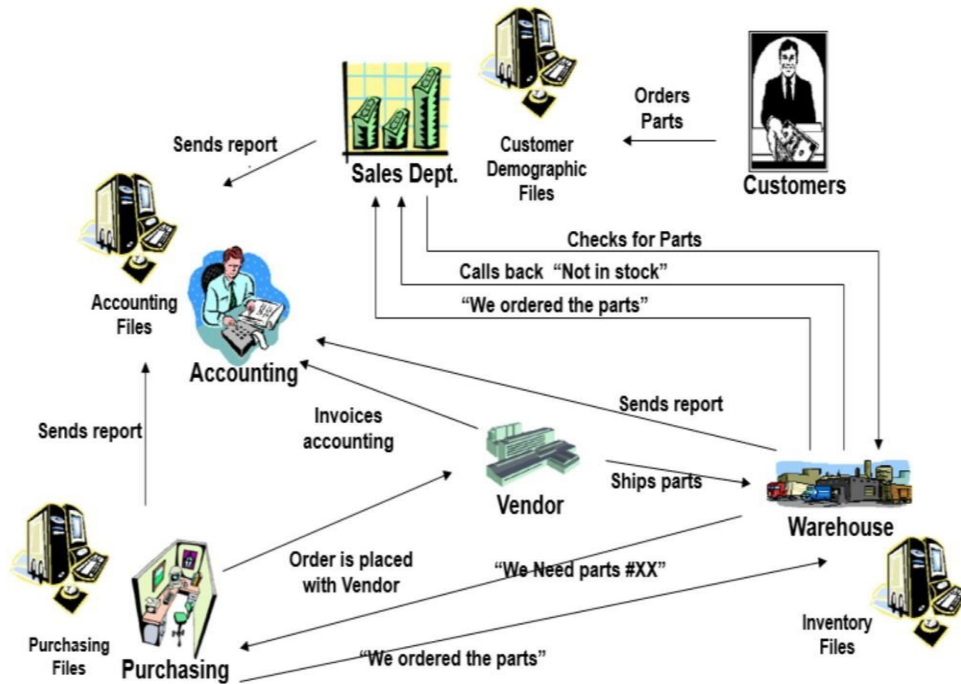 Orders
Parts
Sends report
Customer
Demographic
Files
Sales Dept.
Customers
Checks for Parts
Calls back "Not in stock"
"We ordered the parts"
Accounting
Files
Accounting
Sends report
Invoices
accounting
Sends report
Vendor
Ships parts
Warehouse
Order is placed
with Vendor
"We Need parts #XX"
Inventory
Files
Purchasing
Files
Purchasing
"We ordered the parts"